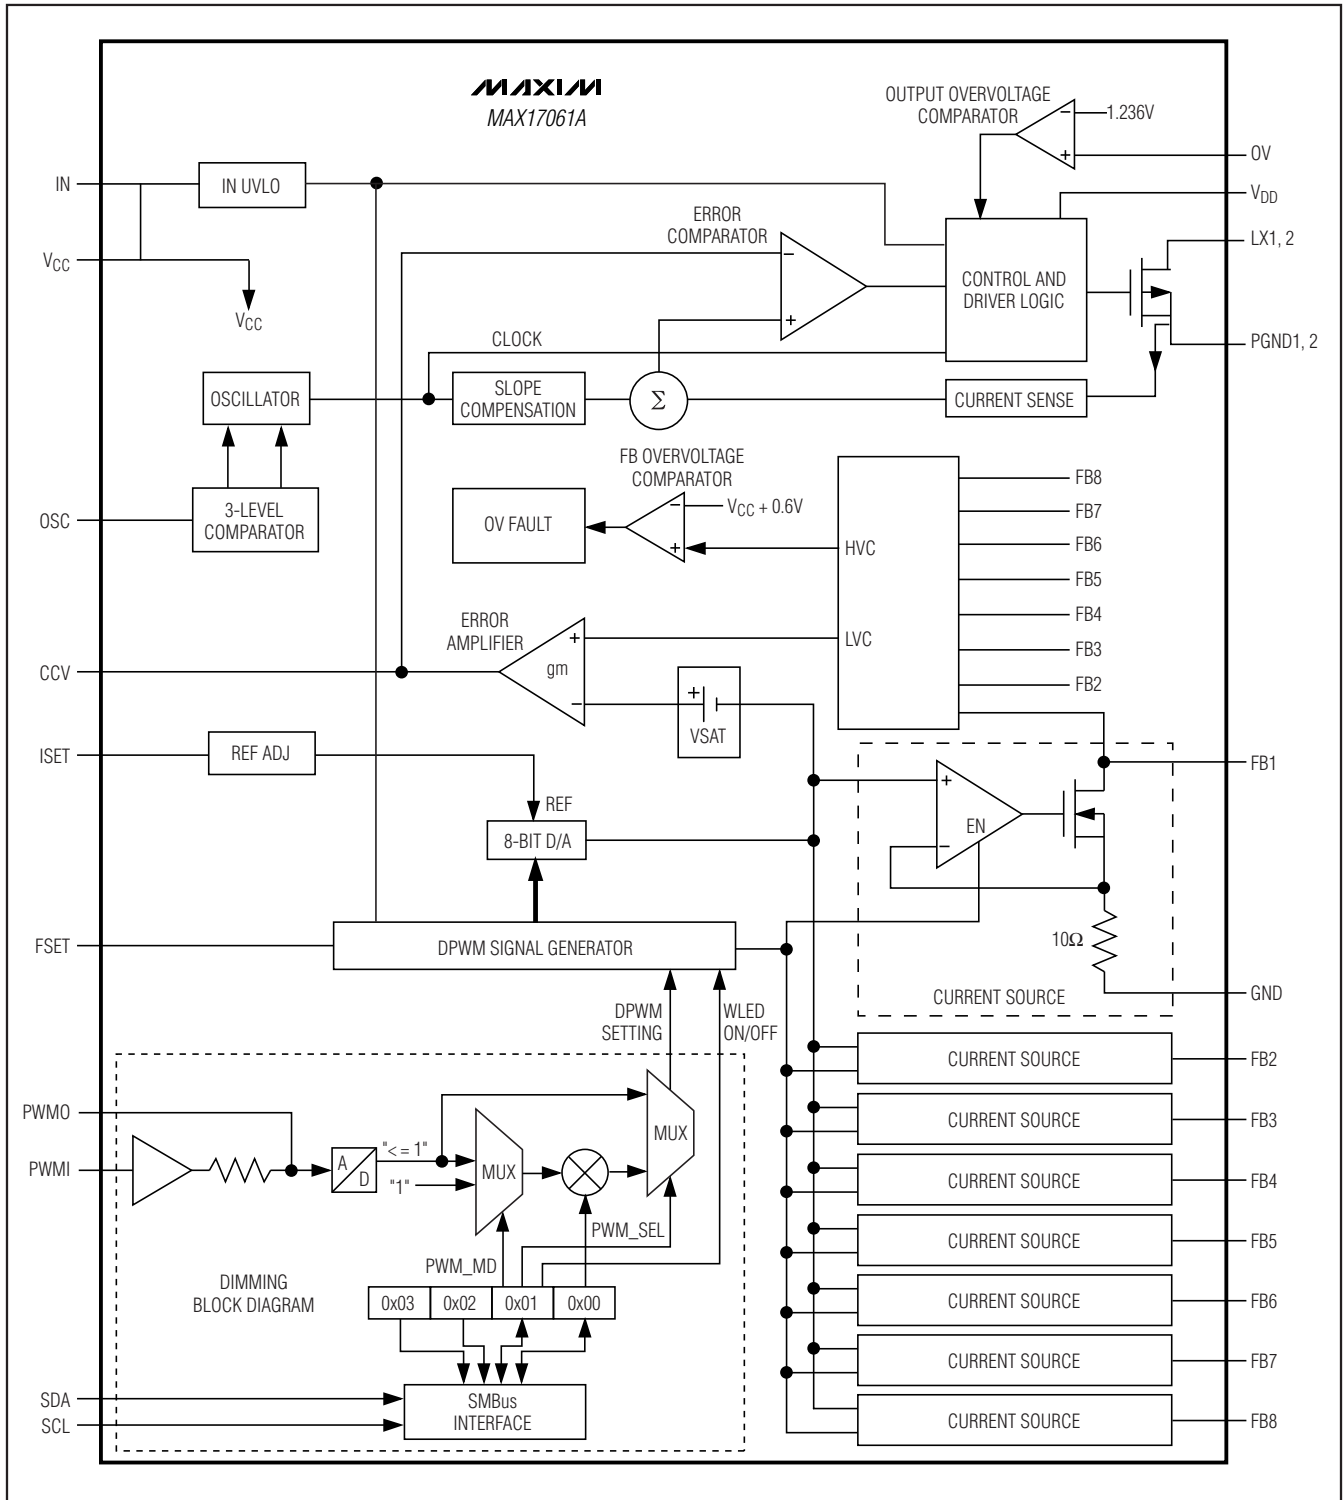 MAXIM
MAX17061A
OUTPUT OVERVOLTAGE
COMPARATOR
−
1.236V
+
OV
IN
IN UVLO
VDD
ERROR
COMPARATOR
LX1, 2
VCC
−
CONTROL AND
DRIVER LOGIC
VCC
+
CLOCK
PGND1, 2
OSCILLATOR
SLOPE
COMPENSATION
Σ
CURRENT SENSE
FB OVERVOLTAGE
COMPARATOR
FB8
OSC
3-LEVEL
COMPARATOR
OV FAULT
−
VCC + 0.6V
+
HVC
FB7
FB6
FB5
FB4
FB3
FB2
ERROR
AMPLIFIER
+
gm
−
LVC
CCV
+
VSAT
ISET
REF ADJ
REF
8-BIT D/A
+
EN
−
FB1
FSET
DPWM SIGNAL GENERATOR
10Ω
CURRENT SOURCE
GND
DPWM
SETTING
WLED
ON/OFF
CURRENT SOURCE
FB2
PWMO
CURRENT SOURCE
FB3
PWMI
A
D
"< = 1"
"1"
MUX
MUX
CURRENT SOURCE
FB4
PWM_SEL
CURRENT SOURCE
FB5
PWM_MD
DIMMING
BLOCK DIAGRAM
0x03
0x02
0x01
0x00
CURRENT SOURCE
FB6
CURRENT SOURCE
FB7
SDA
SCL
SMBus
INTERFACE
CURRENT SOURCE
FB8